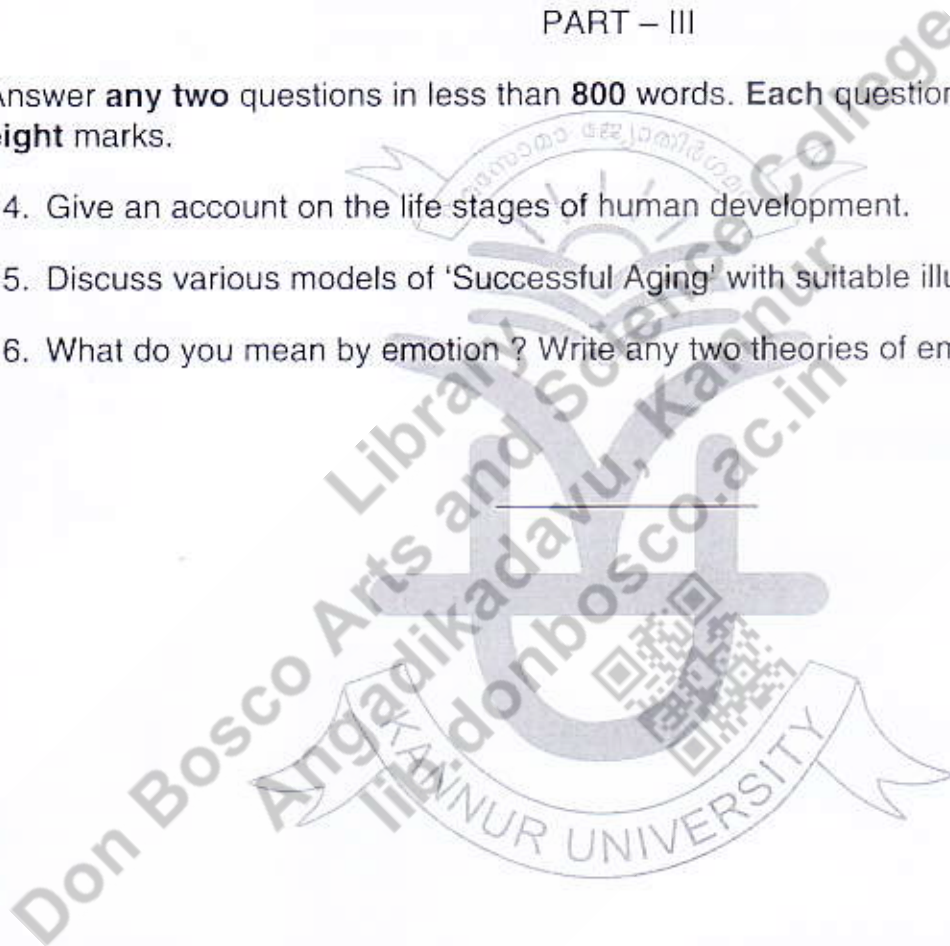 PART – III
Answer any two questions in less than 800 words. Each question
eight marks.
4. Give an account on the life stages of human development.
5. Discuss various models of 'Successful Aging' with suitable illu
6. What do you mean by emotion ? Write any two theories of em
Library
Don Bosco Arts and Science College
Angadikadavu, Kannur
lib.donbosco.ac.in
KANNUR UNIVERSITY